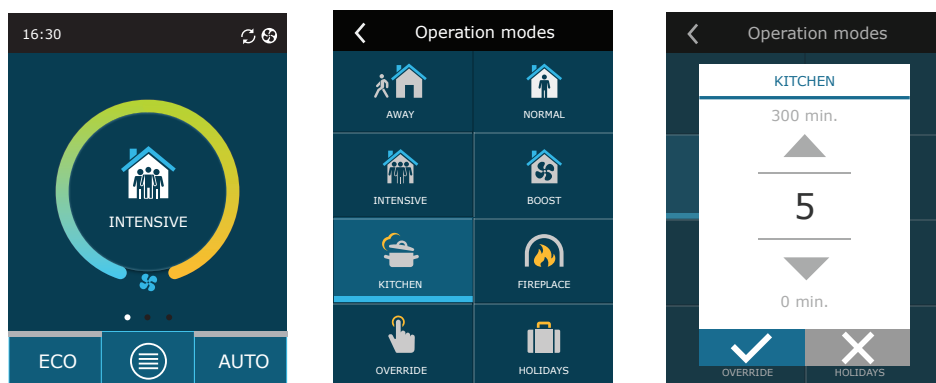 16:30
INTENSIVE
ECO
AUTO
Operation modes
AWAY
NORMAL
INTENSIVE
BOOST
KITCHEN
FIREPLACE
OVERRIDE
HOLIDAYS
Operation modes
KITCHEN
300 min.
5
0 min.
OVERRIDE
HOLIDAYS